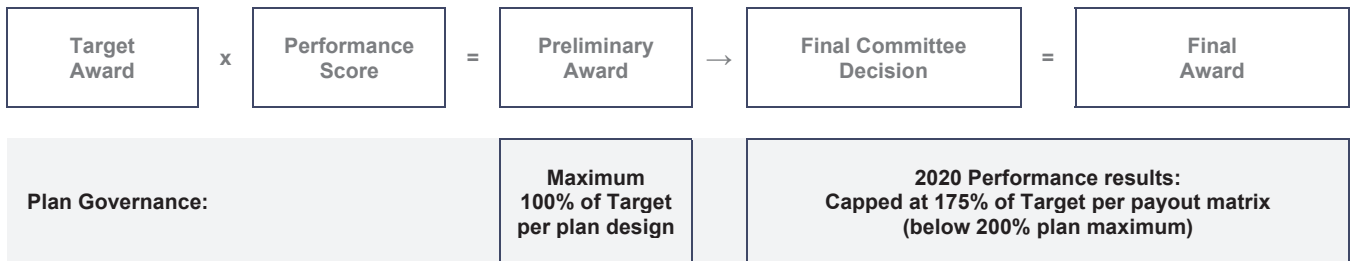 Target
Award
x
Performance
Score
=
Preliminary
Award
→
Final Committee
Decision
=
Final
Award
Plan Governance:
Maximum
100% of Target
per plan design
2020 Performance results:
Capped at 175% of Target per payout matrix
(below 200% plan maximum)